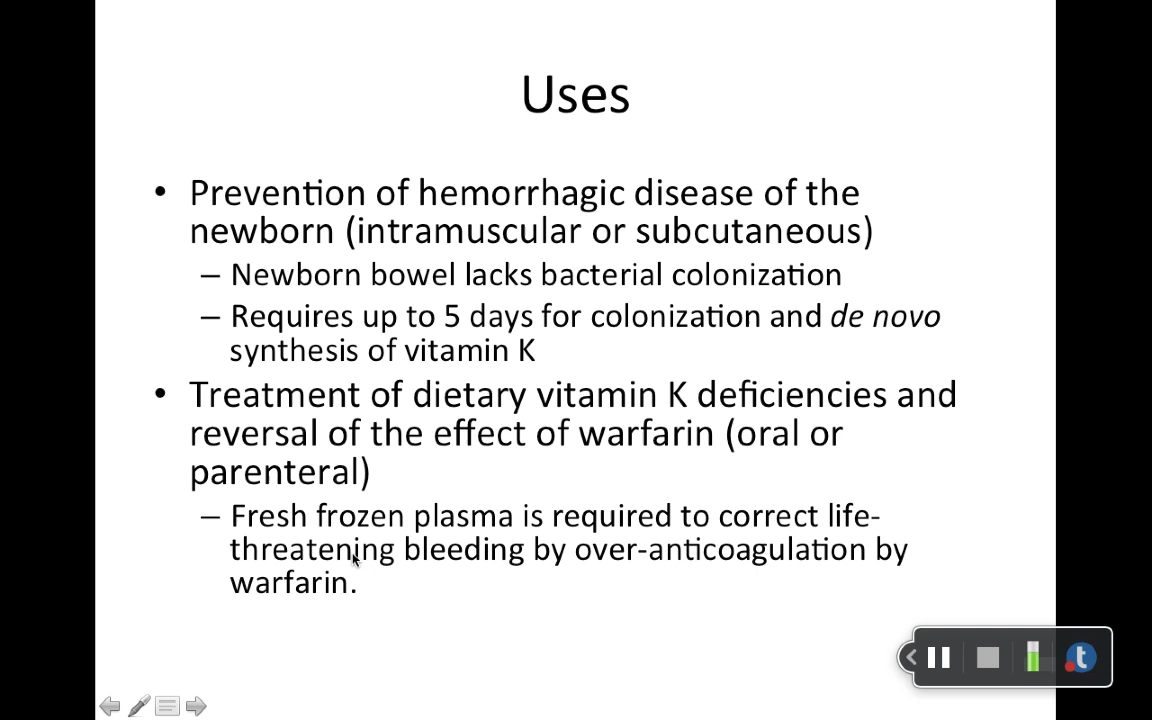 Uses
• Prevention of hemorrhagic disease of the
newborn (intramuscular or subcutaneous)
– Newborn bowel lacks bacterial colonization
– Requires up to 5 days for colonization and de novo
synthesis of vitamin K
• Treatment of dietary vitamin K deficiencies and
reversal of the effect of warfarin (oral or
parenteral)
– Fresh frozen plasma is required to correct life-
threatening bleeding by over-anticoagulation by
warfarin.
t